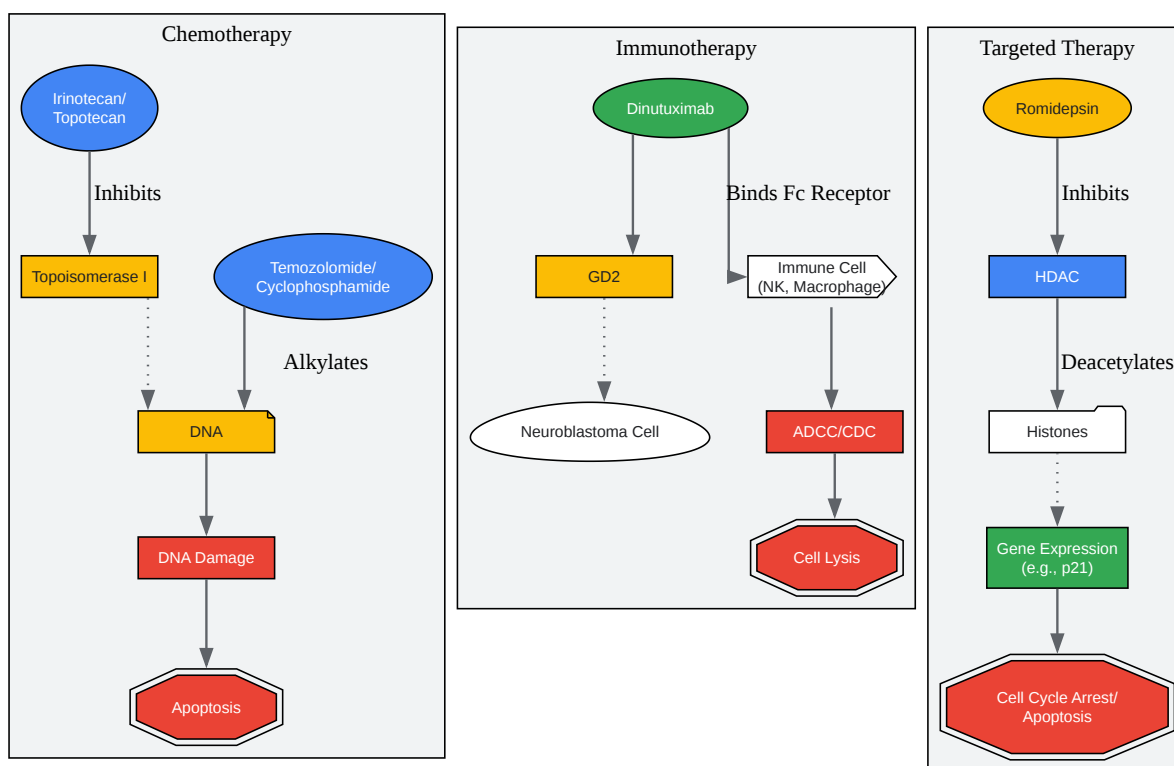 Chemotherapy
Irinotecan/
Topotecan
Inhibits
Topoisomerase I
Temozolomide/
Cyclophosphamide
Alkylates
DNA
DNA Damage
Apoptosis
Immunotherapy
Dinutuximab
Binds Fc Receptor
GD2
Immune Cell
(NK, Macrophage)
Neuroblastoma Cell
ADCC/CDC
Cell Lysis
Targeted Therapy
Romidepsin
Inhibits
HDAC
Deacetylates
Histones
Gene Expression
(e.g., p21)
Cell Cycle Arrest/
Apoptosis